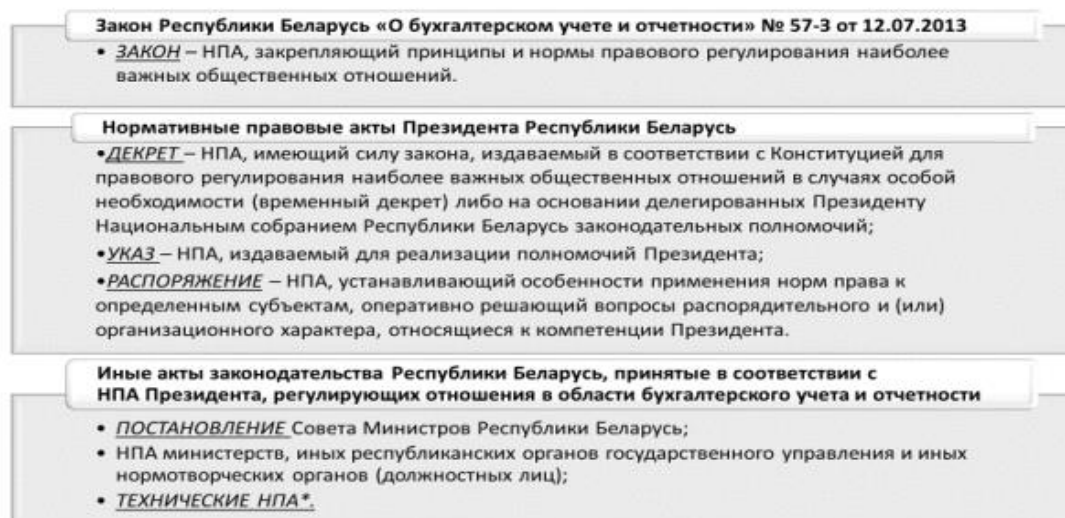 Закон Республики Беларусь «О бухгалтерском учете и отчетности» № 57-З от 12.07.2013
• ЗАКОН – НПА, закрепляющий принципы и нормы правового регулирования наиболее
важных общественных отношений.
Нормативные правовые акты Президента Республики Беларусь
•ДЕКРЕТ – НПА, имеющий силу закона, издаваемый в соответствии с Конституцией для
правового регулирования наиболее важных общественных отношений в случаях особой
необходимости (временный декрет) либо на основании делегированных Президенту
Национальным собранием Республики Беларусь законодательных полномочий;
•УКАЗ – НПА, издаваемый для реализации полномочий Президента;
•РАСПОРЯЖЕНИЕ – НПА, устанавливающий особенности применения норм права к
определенным субъектам, оперативно решающий вопросы распорядительного и (или)
организационного характера, относящиеся к компетенции Президента.
Иные акты законодательства Республики Беларусь, принятые в соответствии с
НПА Президента, регулирующих отношения в области бухгалтерского учета и отчетности
• ПОСТАНОВЛЕНИЕ Совета Министров Республики Беларусь;
• НПА министерств, иных республиканских органов государственного управления и иных
нормотворческих органов (должностных лиц);
• ТЕХНИЧЕСКИЕ НПА*.